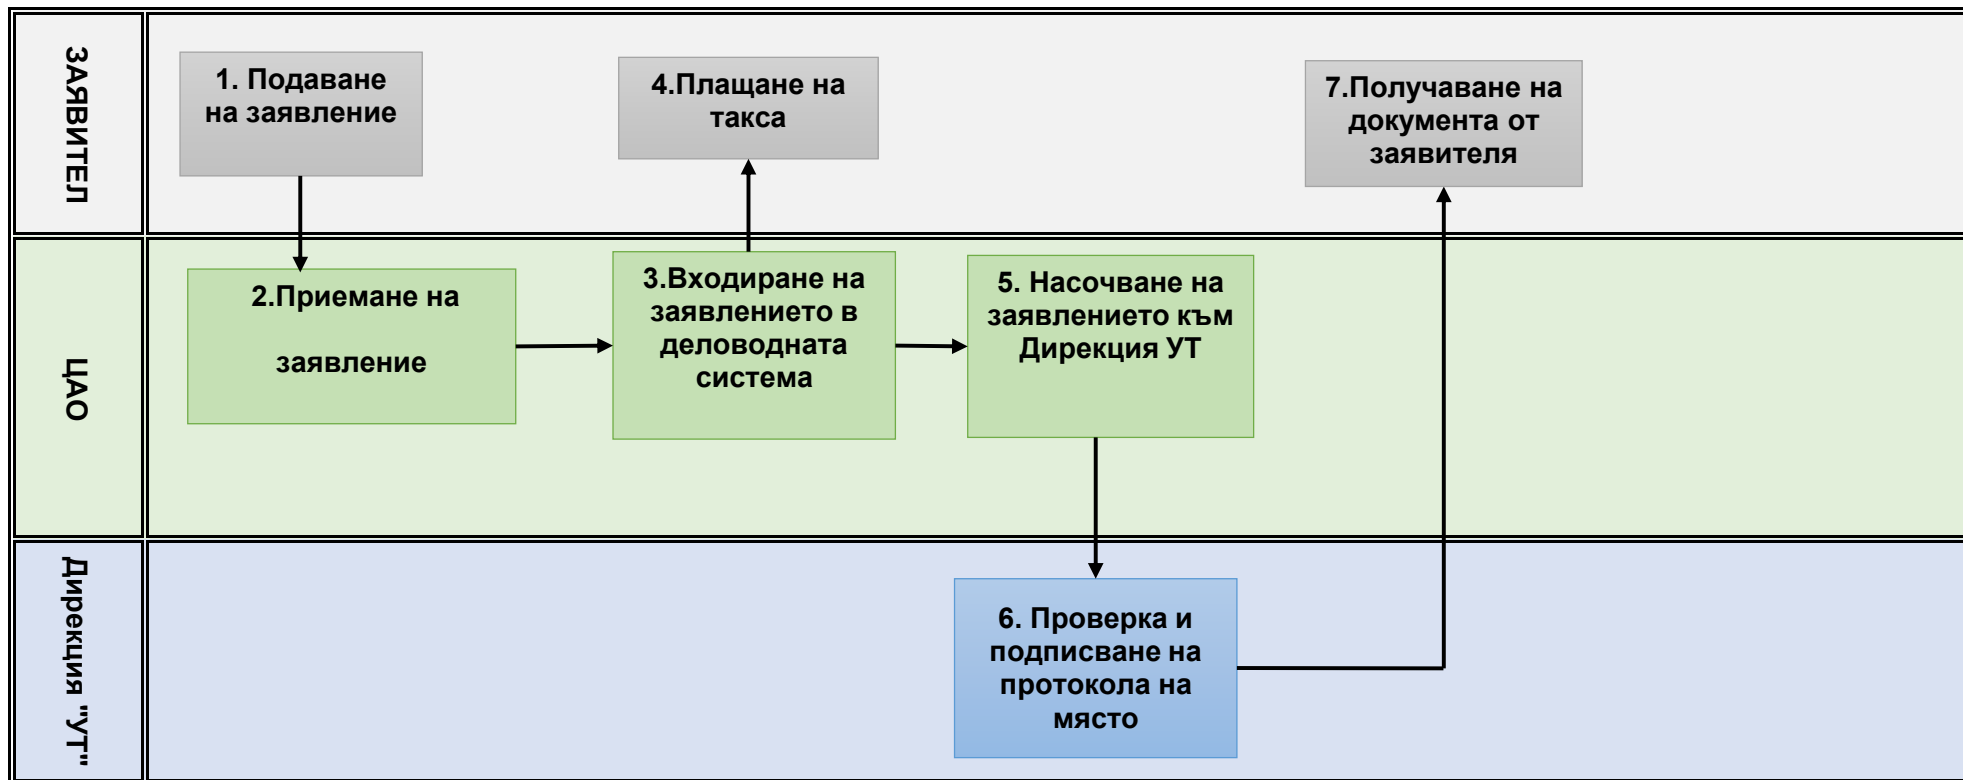 ЗАЯВИТЕЛ
1. Подаване
на заявление
4.Плащане на
такса
7.Получаване на
документа от
заявителя
ЦАО
2.Приемане на
заявление
3.Входиране на
заявлението в
деловодната
система
5. Насочване на
заявлението към
Дирекция УТ
Дирекция "УТ"
6. Проверка и
подписване на
протокола на
място